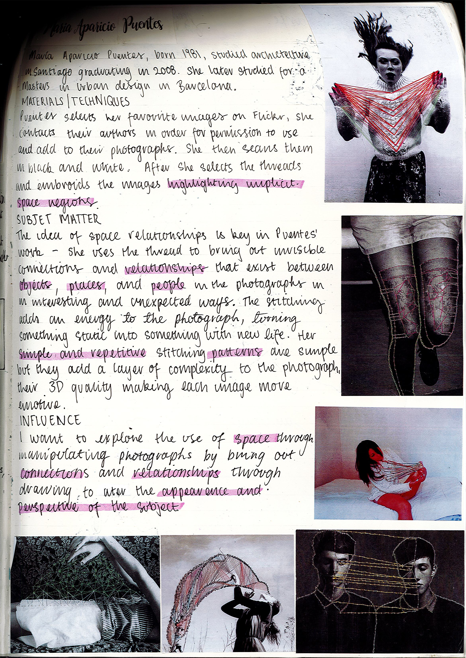 Maria Aparicio Puentes
Maria Aparicio Puentes, born 1981, studied architecture
in Santiago graduating in 2008. She later studied for a
Masters in urban design in Barcelona.
MATERIALS/TECHNIQUES
Puentes selects her favorite images on Flickr, she
contacts their authors in order for permission to use
and add to their photographs. She then scans them
in black and white. After she selects the threads
and embroids the images highlighting implicit
space regions.
SUBJET MATTER
The idea of space relationships is key in Puentes'
work - She uses the thread to bring out invisible
connections and relationships that exist between
objects, places, and people in the photographs in
in interesting and unexpected ways. The stitching
adds an energy to the photograph, turning
something static into something with new life. Her
simple and repetitive stitching patterns are simple
but they add a layer of complexity to the photograph,
their 3D quality making each image more
emotive.
INFLUENCE
I want to explore the use of space through
manipulating photographs by bring out
connections and relationships through
drawing to alter the appearence and
perspective of the subject